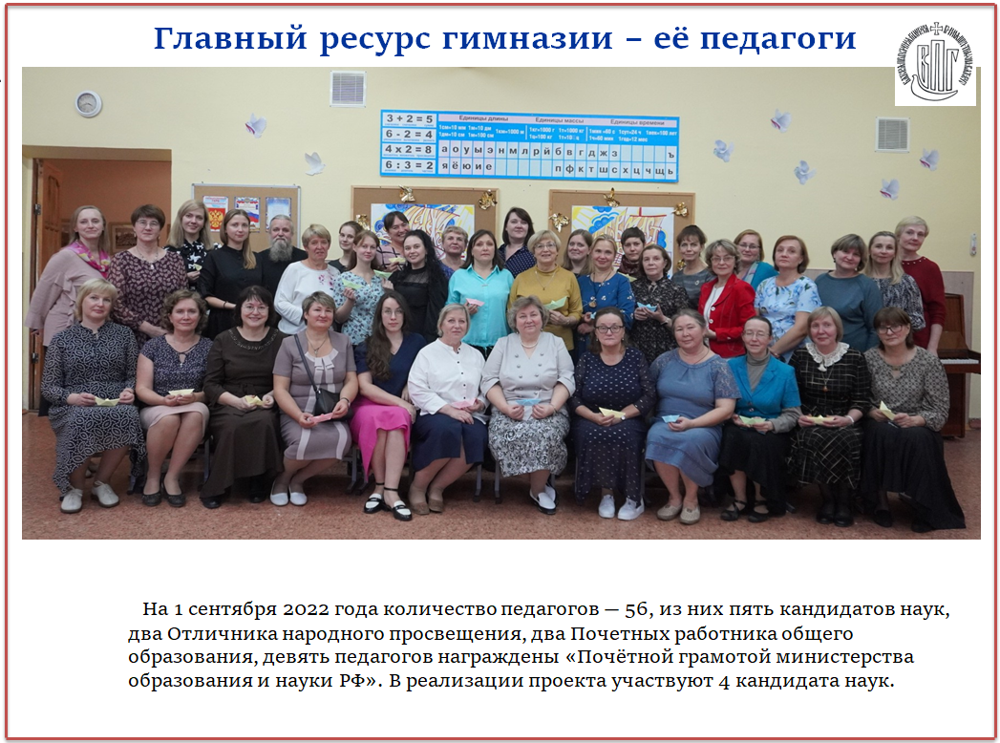 Главный ресурс гимназии – её педагоги
ВПГ
3 + 2 = 5
6 - 2 = 4
4 x 2 = 8
6 : 3 = 2
Единицы длины Единицы массы Единицы времени
а о у ы э н м л р й б в г д ж з ъ
я ё ю и е п ф к т ш с х ц ч щ ь
На 1 сентября 2022 года количество педагогов — 56, из них пять кандидатов наук,
два Отличника народного просвещения, два Почетных работника общего
образования, девять педагогов награждены «Почётной грамотой министерства
образования и науки РФ». В реализации проекта участвуют 4 кандидата наук.